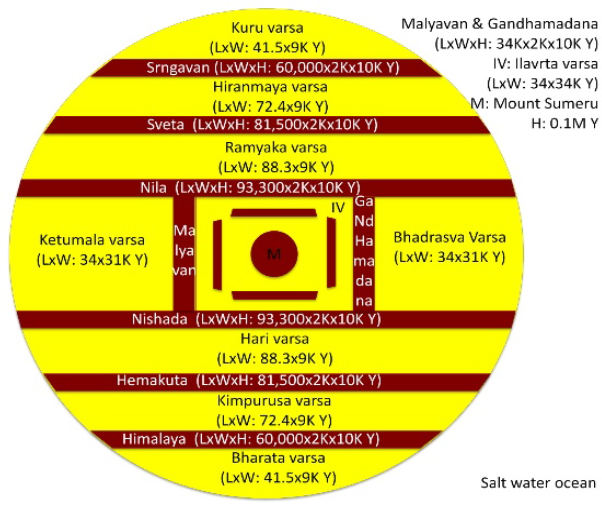 Kuru varsa
(LxW: 41.5x9K Y)
Srngavan (LxWxH: 60,000x2Kx10K Y)
Hiranmaya varsa
(LxW: 72.4x9K Y)
Sveta (LxWxH: 81,500x2Kx10K Y)
Ramyaka varsa
(LxW: 88.3x9K Y)
Nila (LxWxH: 93,300x2Kx10K Y)
Malyavan & Gandhamadana
(LxWxH: 34Kx2Kx10K Y)
IV: Ilavrta varsa
(LxW: 34x34K Y)
M: Mount Sumeru
H: 0.1M Y
Ketumala varsa
(LxW: 34x31K Y)
Ma
lya
van
M
IV
Ga
ND
Ha
ma
da
na
Bhadrasva Varsa
(LxW: 34x31K Y)
Nishada (LxWxH: 93,300x2Kx10K Y)
Hari varsa
(LxW: 88.3x9K Y)
Hemakuta (LxWxH: 81,500x2Kx10K Y)
Kimpurusa varsa
(LxW: 72.4x9K Y)
Himalaya (LxWxH: 60,000x2Kx10K Y)
Bharata varsa
(LxW: 41.5x9K Y)
Salt water ocean